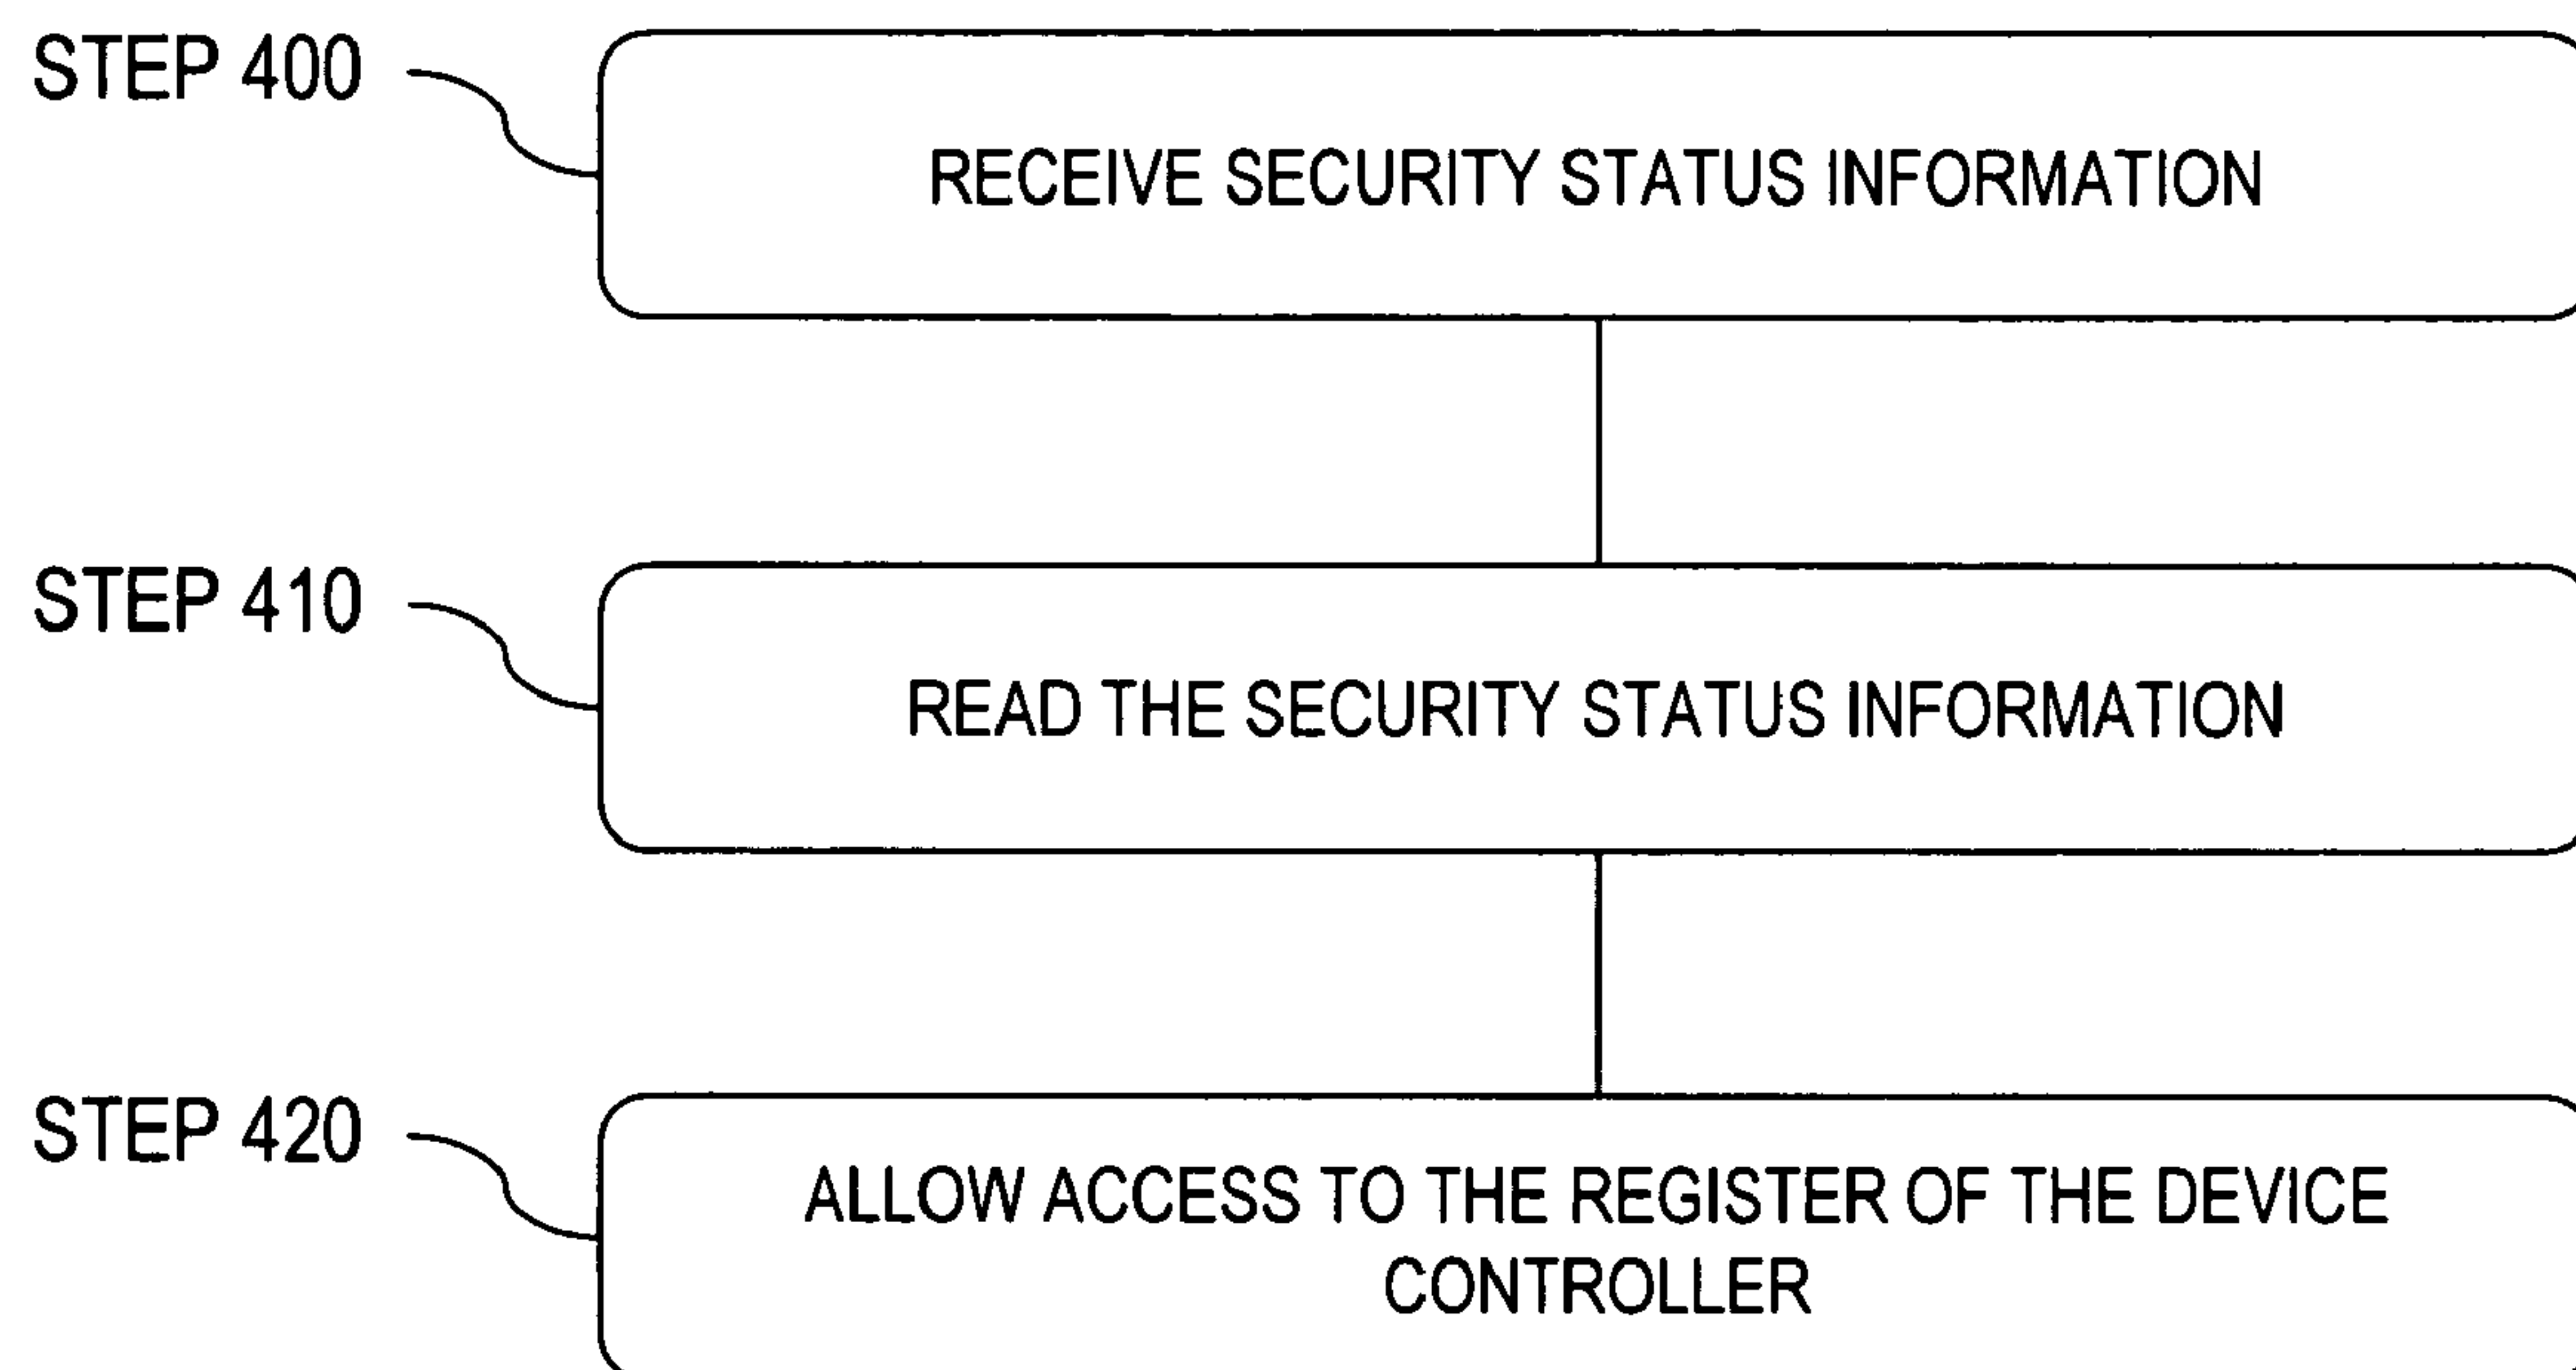 STEP 400
RECEIVE SECURITY STATUS INFORMATION
STEP 410
READ THE SECURITY STATUS INFORMATION
STEP 420
ALLOW ACCESS TO THE REGISTER OF THE DEVICE
CONTROLLER